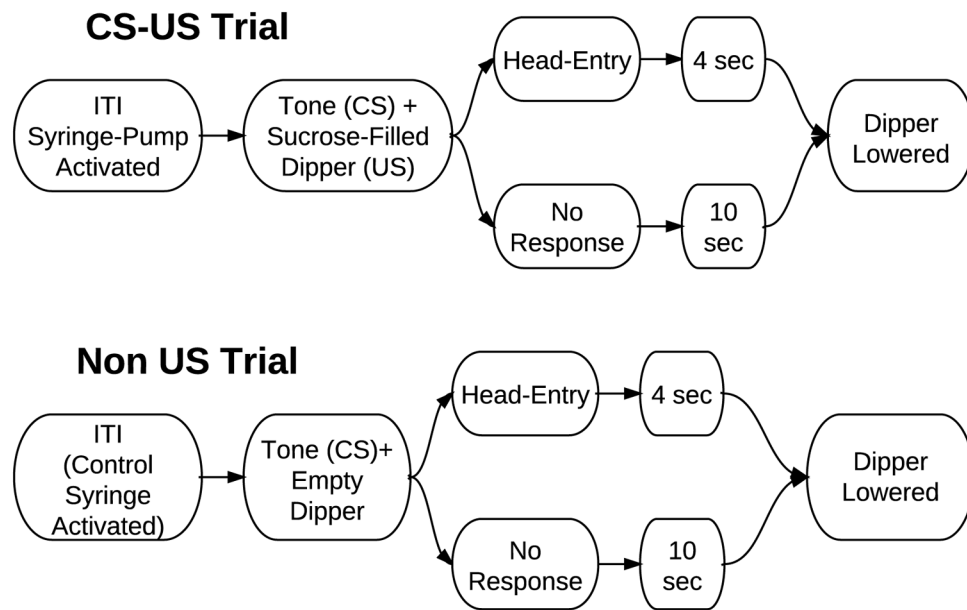 CS-US Trial
ITI
Syringe-Pump
Activated
Tone (CS) +
Sucrose-Filled
Dipper (US)
Head-Entry
4 sec
No
Response
10
sec
Dipper
Lowered
Non US Trial
ITI
(Control
Syringe
Activated)
Tone (CS)+
Empty
Dipper
Head-Entry
4 sec
No
Response
10
sec
Dipper
Lowered